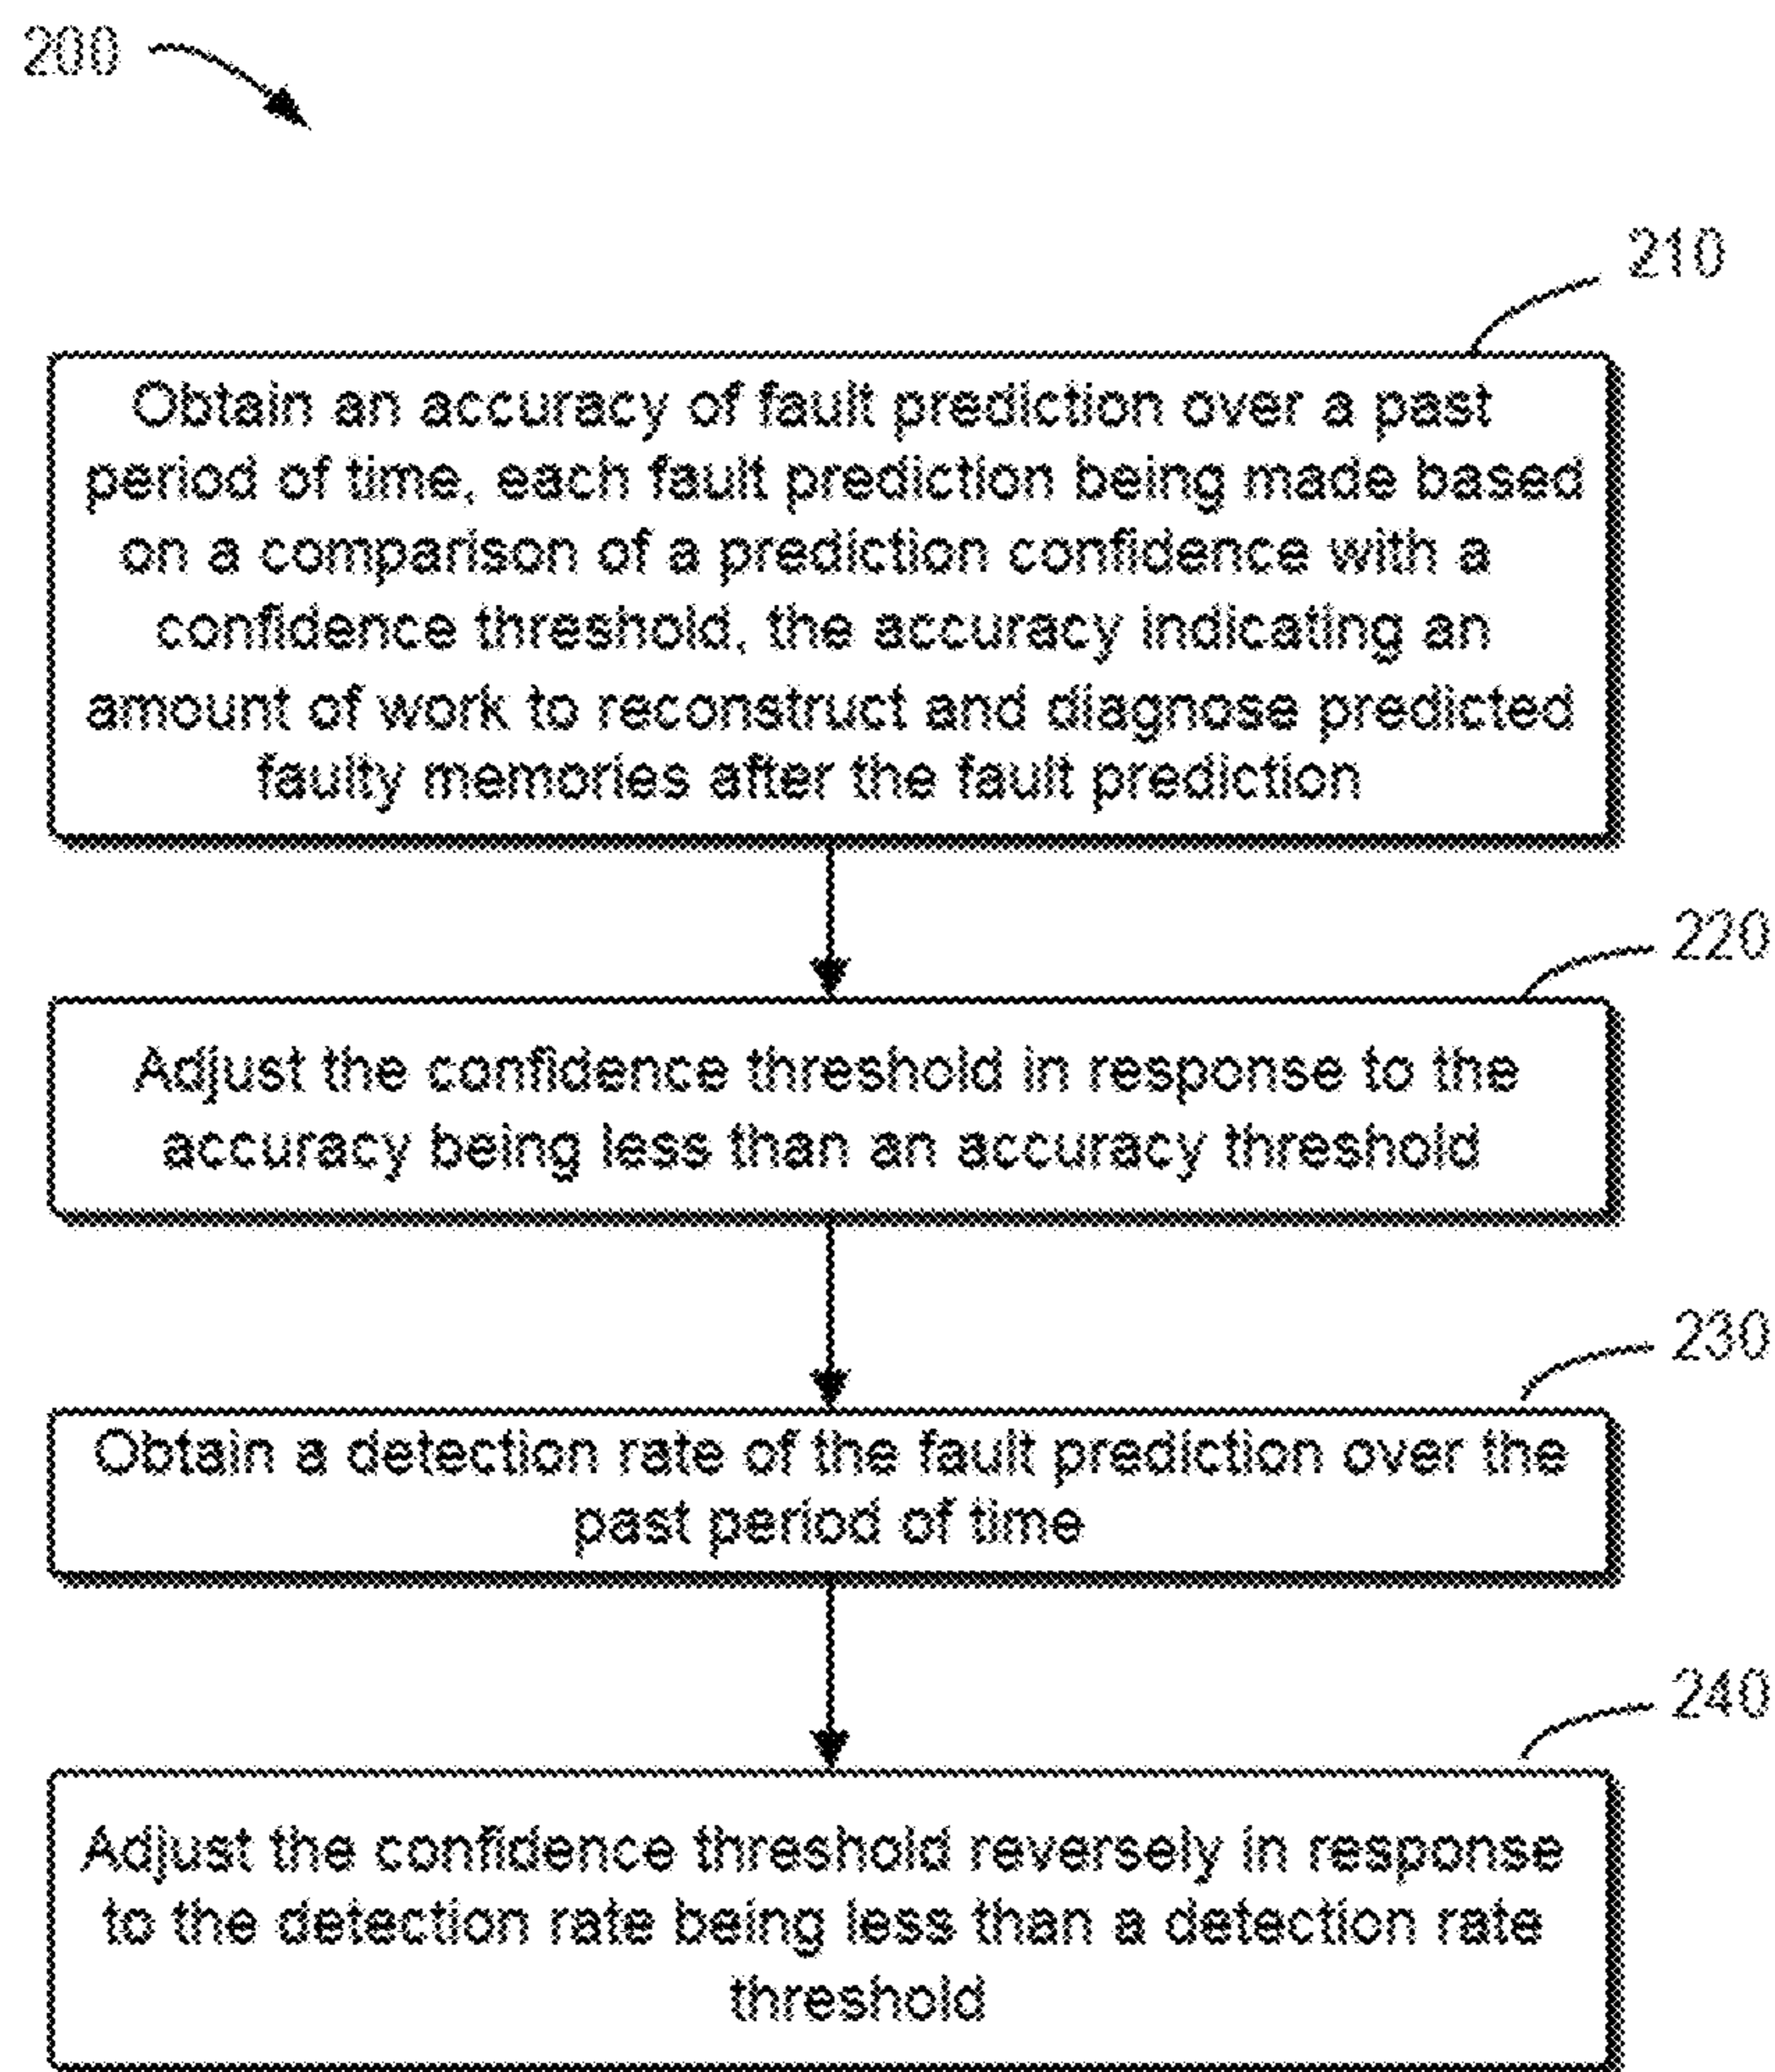 200
210
Obtain an accuracy of fault prediction over a past
period of time, each fault prediction being made based
on a comparison of a prediction confidence with a
confidence threshold, the accuracy indicating an
amount of work to reconstruct and diagnose predicted
faulty memories after the fault prediction
220
Adjust the confidence threshold in response to the
accuracy being less than an accuracy threshold
230
Obtain a detection rate of the fault prediction over the
past period of time
240
Adjust the confidence threshold reversely in response
to the detection rate being less than a detection rate
threshold